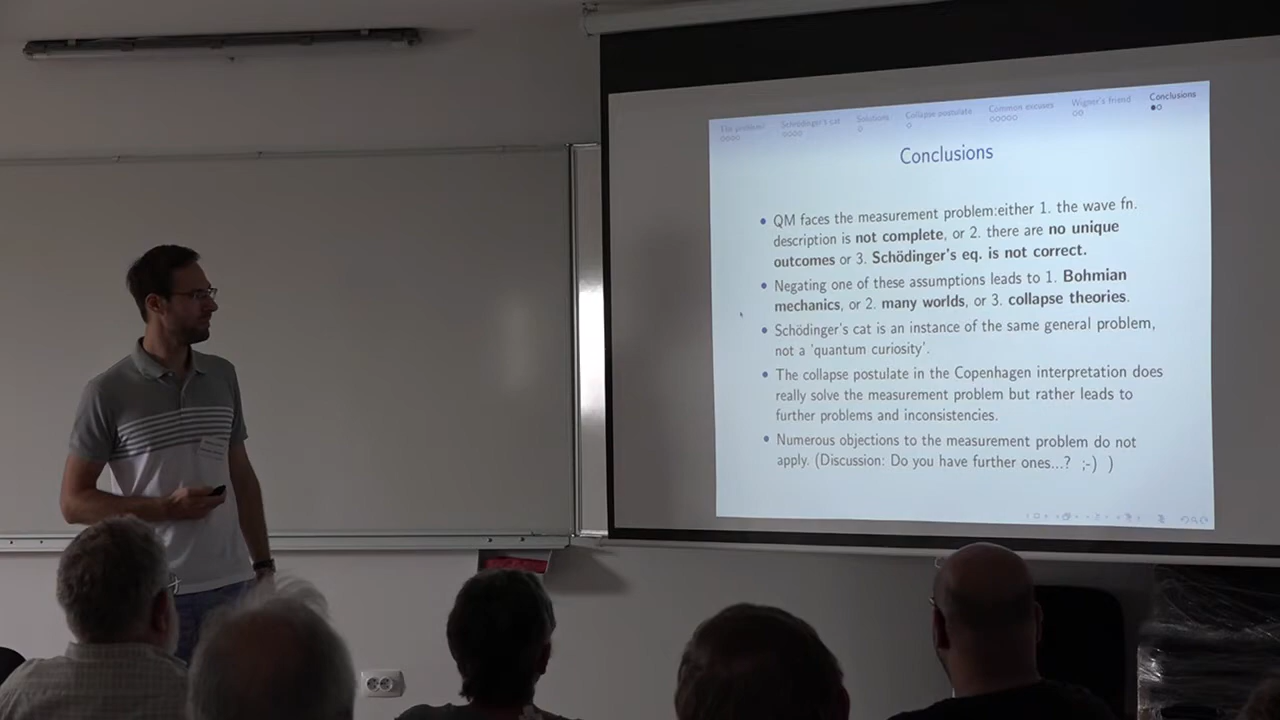 The problem Schrödinger's cat Solutions Collapse postulate Common excuses Wigner's friend Conclusions
Conclusions
QM faces the measurement problem:either 1. the wave fn.
description is not complete, or 2. there are no unique
outcomes or 3. Schödinger's eq. is not correct.
Negating one of these assumptions leads to 1. Bohmian
mechanics, or 2. many worlds, or 3. collapse theories.
Schödinger's cat is an instance of the same general problem,
not a 'quantum curiosity'.
The collapse postulate in the Copenhagen interpretation does
really solve the measurement problem but rather leads to
further problems and inconsistencies.
Numerous objections to the measurement problem do not
apply. (Discussion: Do you have further ones...? ;-) )